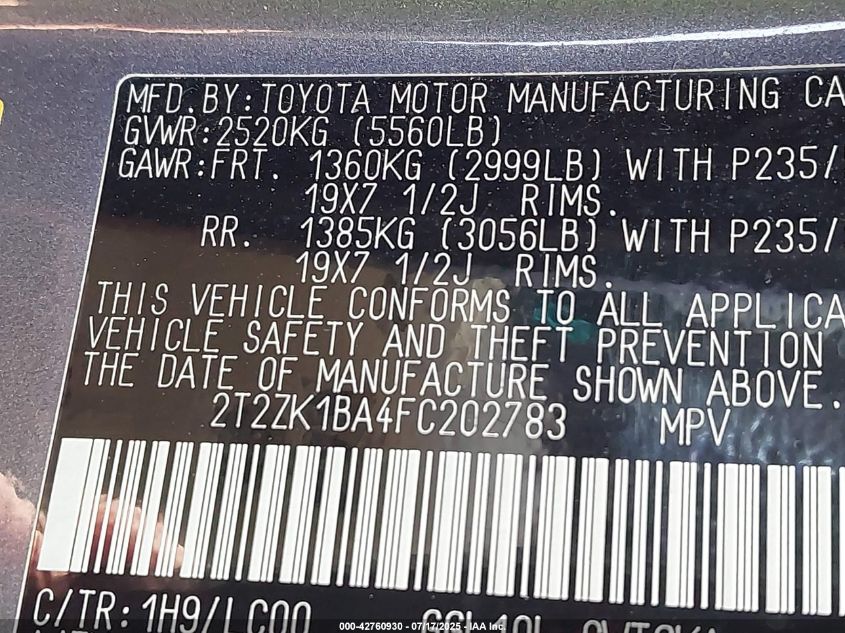 MFD.BY:TOYOTA MOTOR MANUFACTURING CA
GVWR:2520KG (5560LB)
GAWR:FRT. 1360KG (2999LB) WITH P235/
19X7 1/2J RIMS.
RR. 1385KG (3056LB) WITH P235/
19X7 1/2J RIMS.
THIS VEHICLE CONFORMS TO ALL APPLICA
VEHICLE SAFETY AND THEFT PREVENTION
THE DATE OF MANUFACTURE SHOWN ABOVE.
2T2ZK1BA4FC202783 MPV
C/TR:1H9/LC00
000-42760930 - 07/17/2025 - IAA Inc.